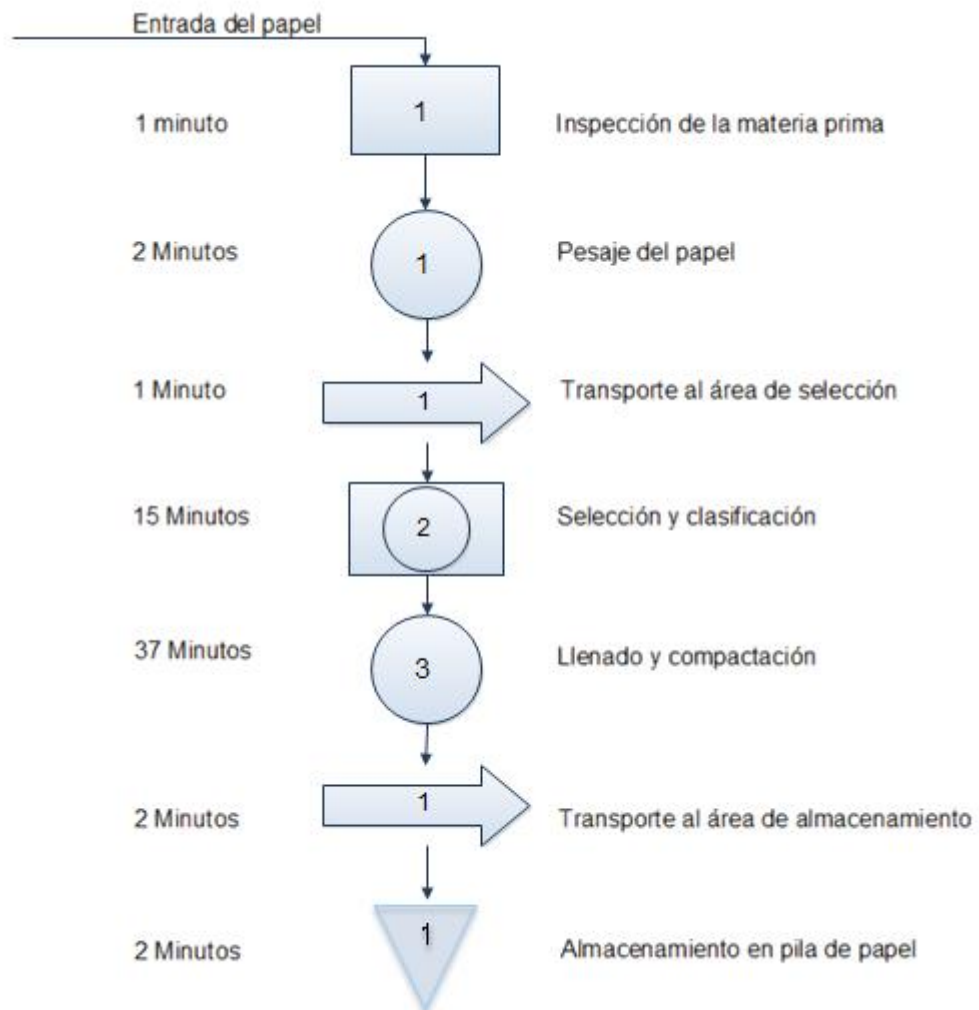 Entrada del papel
1 minuto 1 Inspección de la materia prima
2 Minutos 1 Pesaje del papel
1 Minuto 1 Transporte al área de selección
15 Minutos 2 Selección y clasificación
37 Minutos 3 Llenado y compactación
2 Minutos 1 Transporte al área de almacenamiento
2 Minutos 1 Almacenamiento en pila de papel